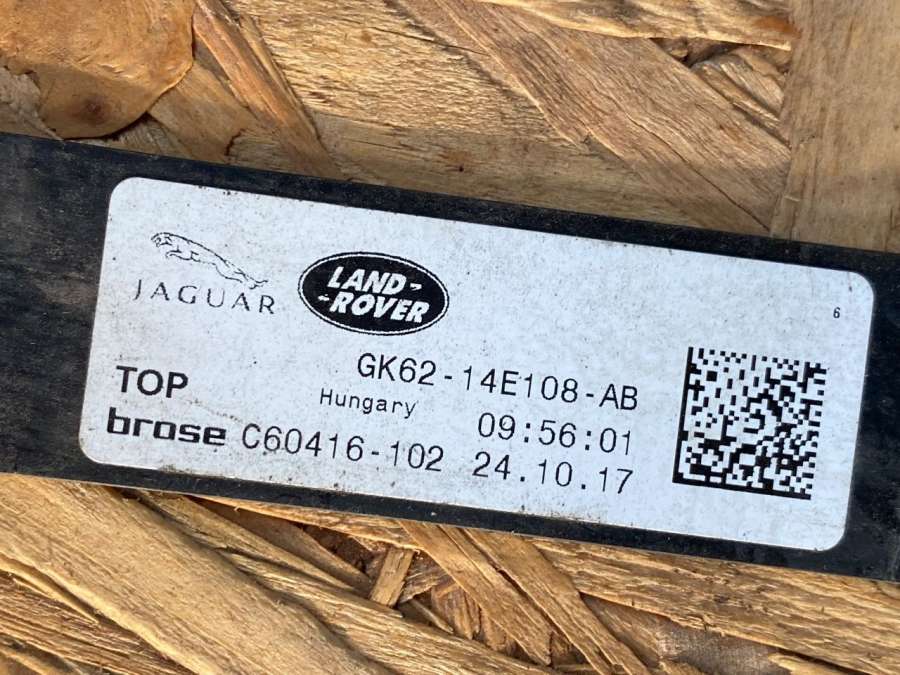 6
JAGUAR
LAND-
-ROVER
GK62-14E108-AB
TOP
Hungary 09:56:01
brose C60416-102 24.10.17